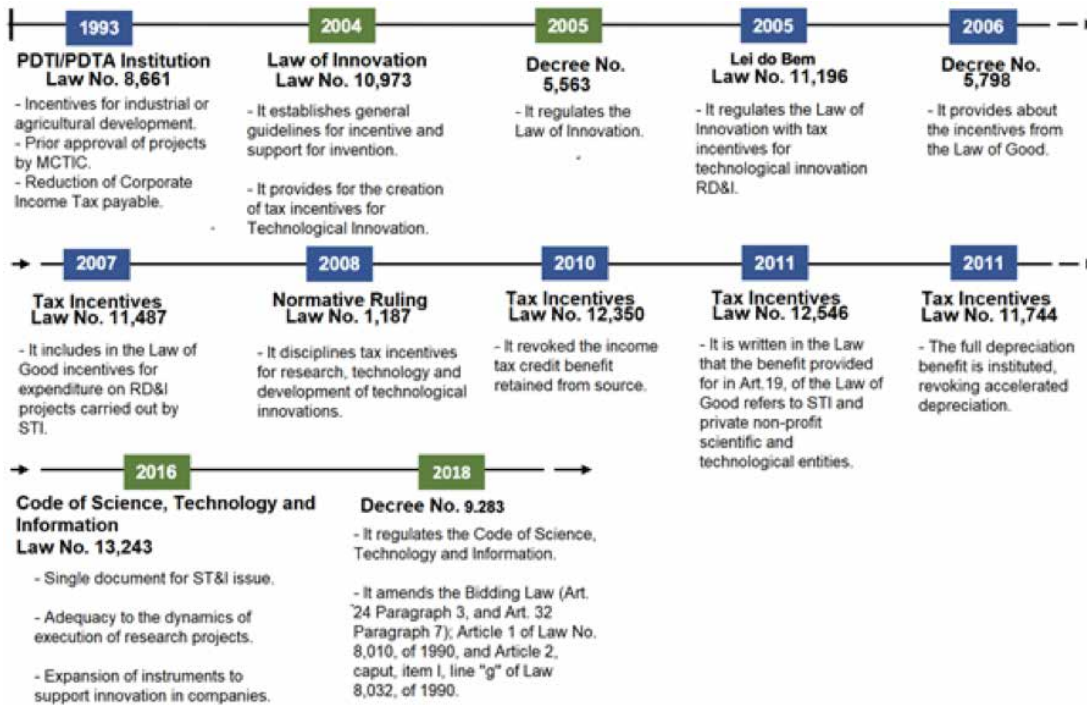 1993
PDTI/PDTA Institution
Law No. 8,661
- Incentives for industrial or
agricultural development.
- Prior approval of projects
by MCTIC.
- Reduction of Corporate
Income Tax payable.
2004
Law of Innovation
Law No. 10,973
- It establishes general
guidelines for incentive and
support for invention.
- It provides for the creation
of tax incentives for
Technological Innovation.
2005
Decree No.
5,563
- It regulates the
Law of Innovation.
2005
Lei do Bem
Law No. 11,196
- It regulates the Law of
Innovation with tax
incentives for
technological innovation
RD&I.
2006
Decree No.
5,798
- It provides about
the incentives from
the Law of Good.
2007
Tax Incentives
Law No. 11,487
- It includes in the Law of
Good incentives for
expenditure on RD&I
projects carried out by
STI.
2008
Normative Ruling
Law No. 1,187
- It disciplines tax incentives
for research, technology and
development of technological
innovations.
2010
Tax Incentives
Law No. 12,350
- It revoked the income
tax credit benefit
retained from source.
2011
Tax Incentives
Law No. 12,546
- It is written in the Law
that the benefit provided
for in Art.19, of the Law of
Good refers to STI and
private non-profit
scientific and
technological entities.
2011
Tax Incentives
Law No. 11,744
- The full depreciation
benefit is instituted,
revoking accelerated
depreciation.
2016
Code of Science, Technology and
Information
Law No. 13,243
- Single document for ST&I issue.
- Adequacy to the dynamics of
execution of research projects.
- Expansion of instruments to
support innovation in companies.
2018
Decree No. 9.283
- It regulates the Code of Science,
Technology and Information.
- It amends the Bidding Law (Art.
24 Paragraph 3, and Art. 32
Paragraph 7); Article 1 of Law No.
8,010, of 1990, and Article 2,
caput, item I, line "g" of Law
8,032, of 1990.